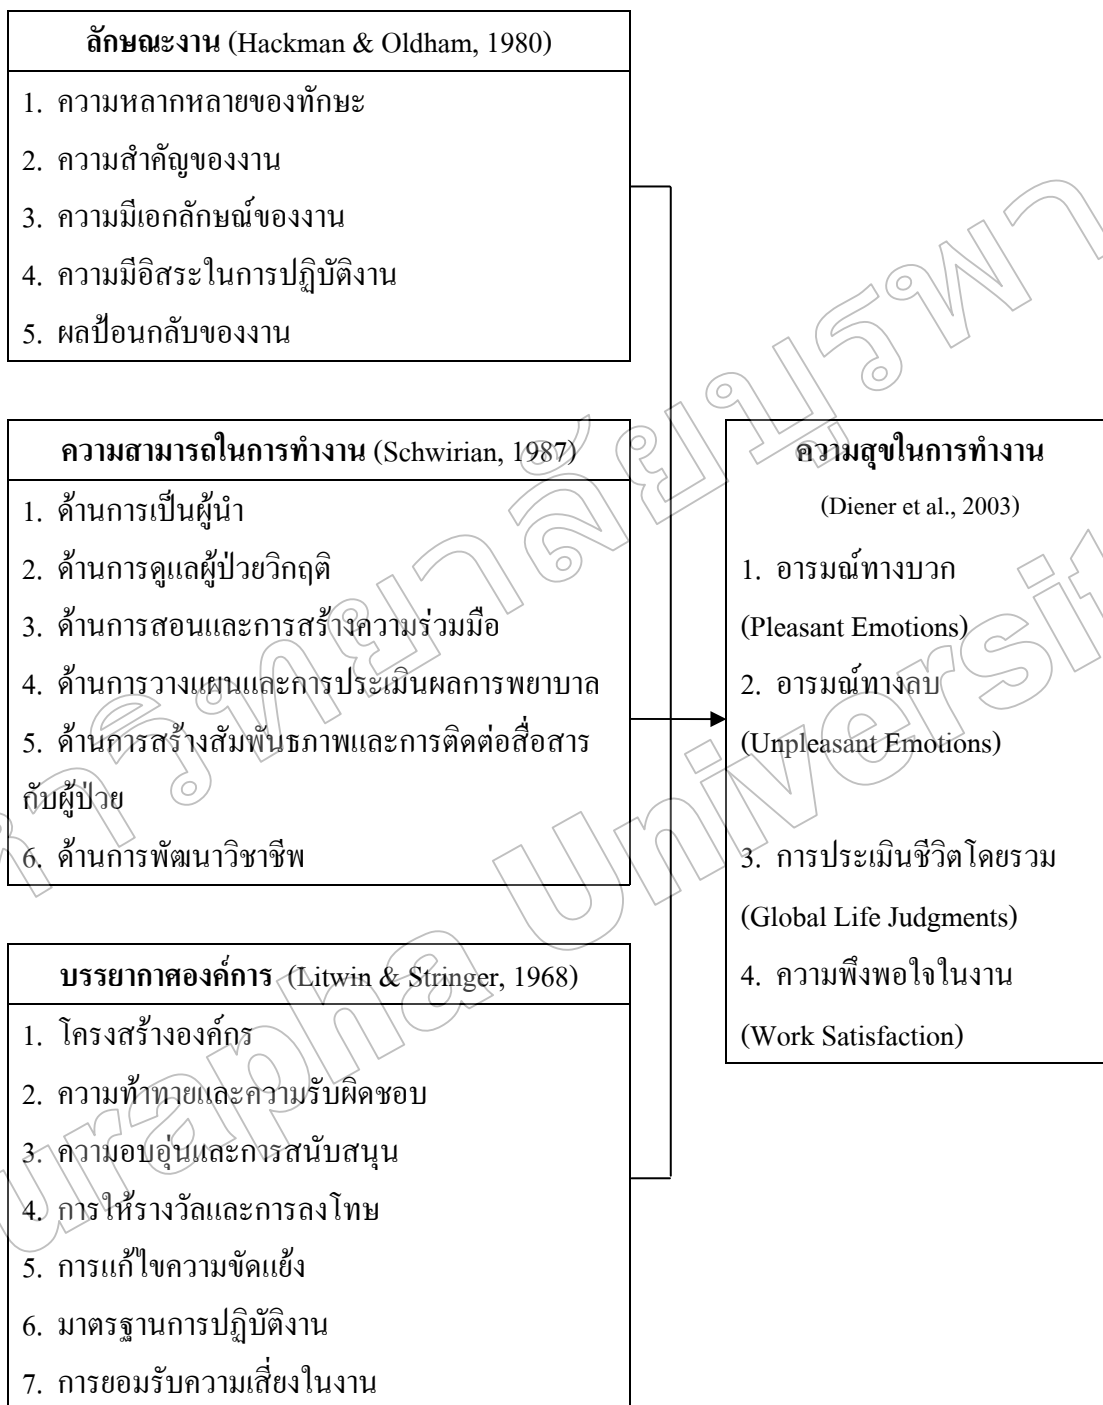 ลักษณะงาน (Hackman & Oldham, 1980)
1. ความหลากหลายของทักษะ
2. ความสำคัญของงาน
3. ความมีเอกลักษณ์ของงาน
4. ความมีอิสระในการปฏิบัติงาน
5. ผลป้อนกลับของงาน
ความสามารถในการทำงาน (Schwirian, 1987)
1. ด้านการเป็นผู้นำ
2. ด้านการดูแลผู้ป่วยวิกฤติ
3. ด้านการสอนและการสร้างความร่วมมือ
4. ด้านการวางแผนและการประเมินผลการพยาบาล
5. ด้านการสร้างสัมพันธภาพและการติดต่อสื่อสาร
กับผู้ป่วย
6. ด้านการพัฒนาวิชาชีพ
บรรยากาศองค์การ (Litwin & Stringer, 1968)
1. โครงสร้างองค์กร
2. ความท้าทายและความรับผิดชอบ
3. ความอบอุ่นและการสนับสนุน
4. การให้รางวัลและการลงโทษ
5. การแก้ไขความขัดแย้ง
6. มาตรฐานการปฏิบัติงาน
7. การยอมรับความเสี่ยงในงาน
ความสุขในการทำงาน
(Diener et al., 2003)
1. อารมณ์ทางบวก
(Pleasant Emotions)
2. อารมณ์ทางลบ
(Unpleasant Emotions)
3. การประเมินชีวิตโดยรวม
(Global Life Judgments)
4. ความพึงพอใจในงาน
(Work Satisfaction)